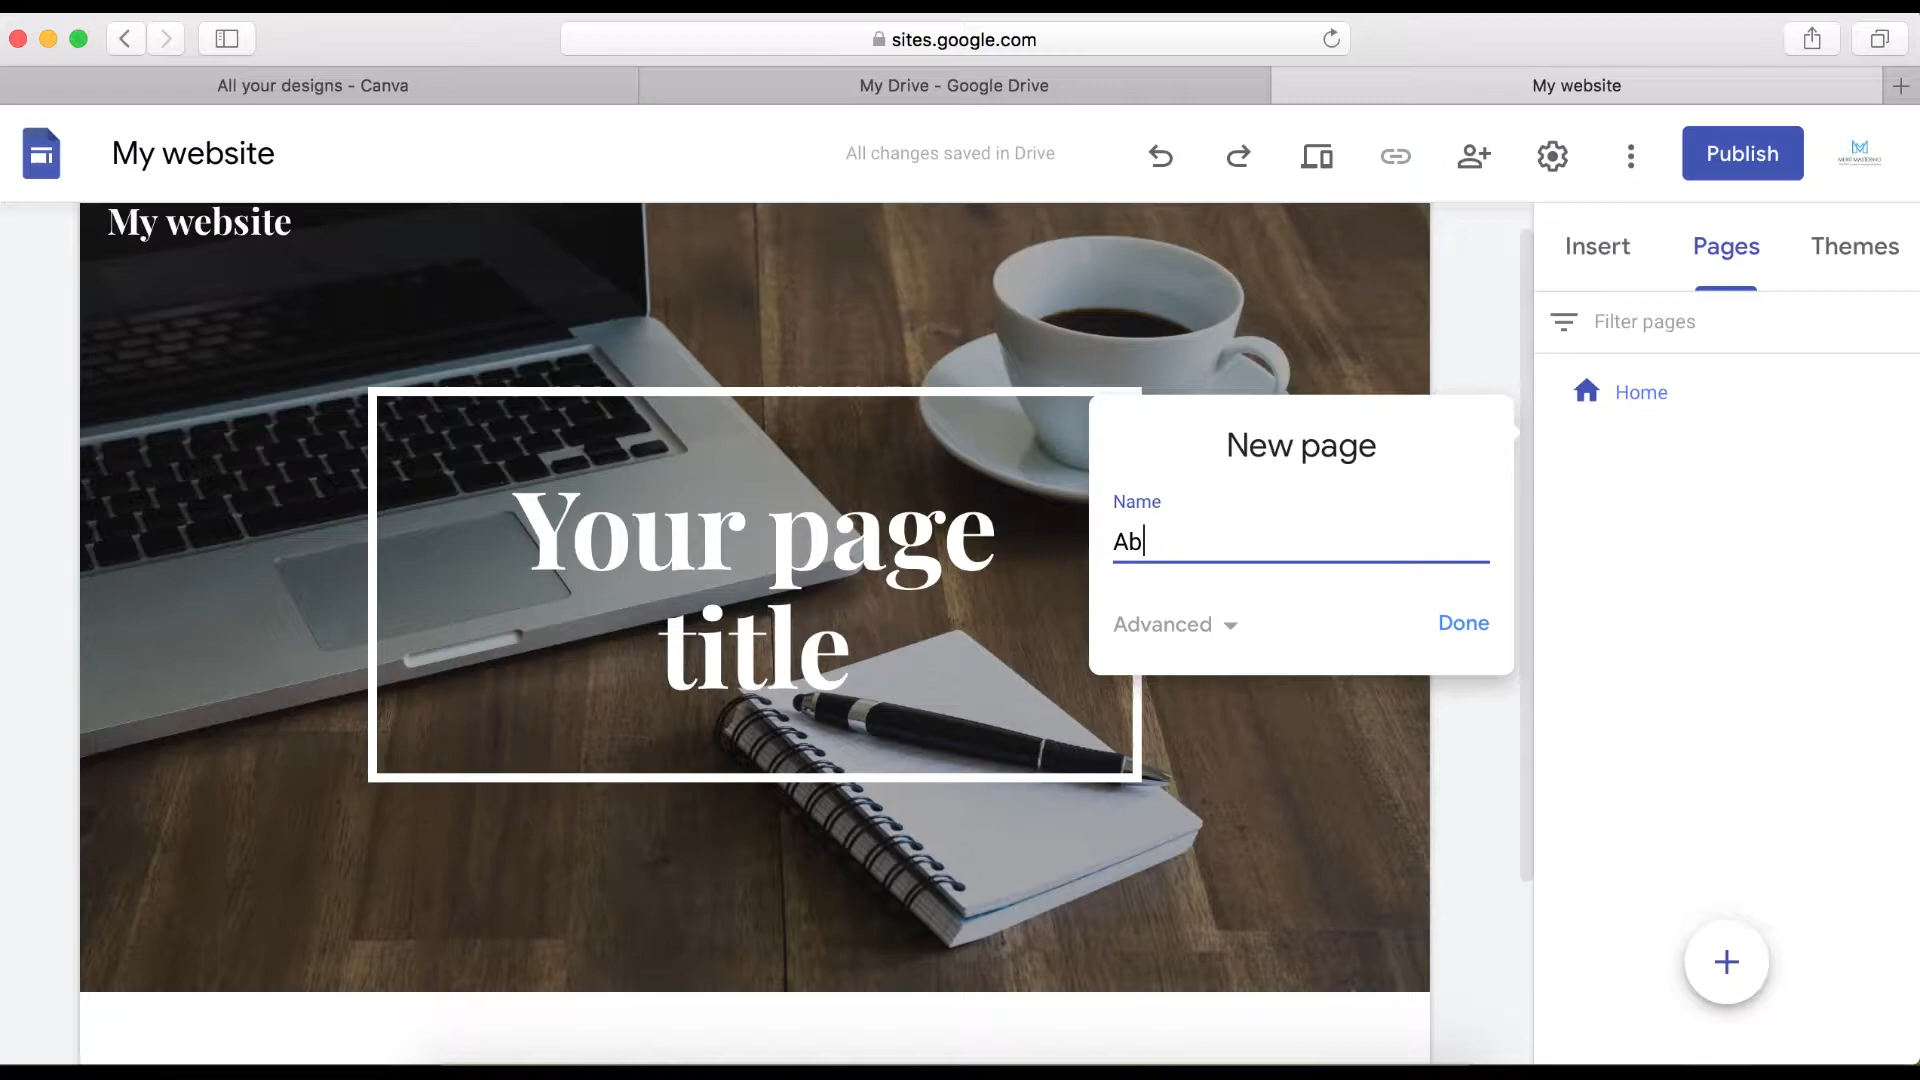 sites.google.com
All your designs - Canva
My Drive - Google Drive
My website
My website
All changes saved in Drive
Publish
MERT MALTERNO
My website
Insert
Pages
Themes
Filter pages
Home
New page
Name
Ab
Advanced
Done
Your page
title